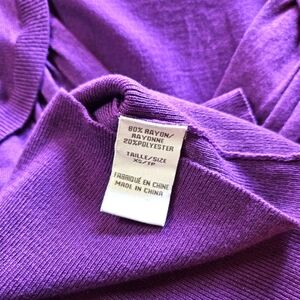 80% RAYON/
RAYONNE
20%POLYESTER
TAILLE/SIZE
XS/TP
FABRIQUÉ EN CHINE
MADE IN CHINA